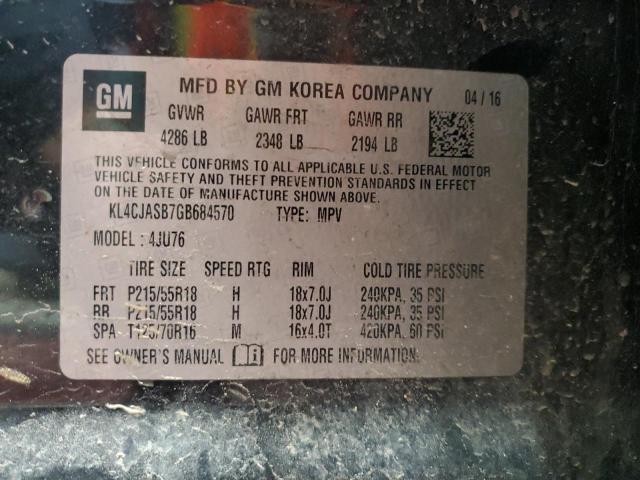 GM MFD BY GM KOREA COMPANY 04 / 16
GVWR GAWR FRT GAWR RR
4286 LB 2348 LB 2194 LB
THIS VEHICLE CONFORMS TO ALL APPLICABLE U.S. FEDERAL MOTOR
VEHICLE SAFETY AND THEFT PREVENTION STANDARDS IN EFFECT
ON THE DATE OF MANUFACTURE SHOWN ABOVE.
KL4CJASB7GB684570 TYPE: MPV
MODEL : 4JU76
TIRE SIZE SPEED RTG RIM COLD TIRE PRESSURE
FRT P215/55R18 H 18x7.0J 240KPA, 35 PSI
RR P215/55R18 H 18x7.0J 240KPA, 35 PSI
SPA T125/70R16 M 16x4.0T 420KPA, 60 PSI
SEE OWNER'S MANUAL FOR MORE INFORMATION.